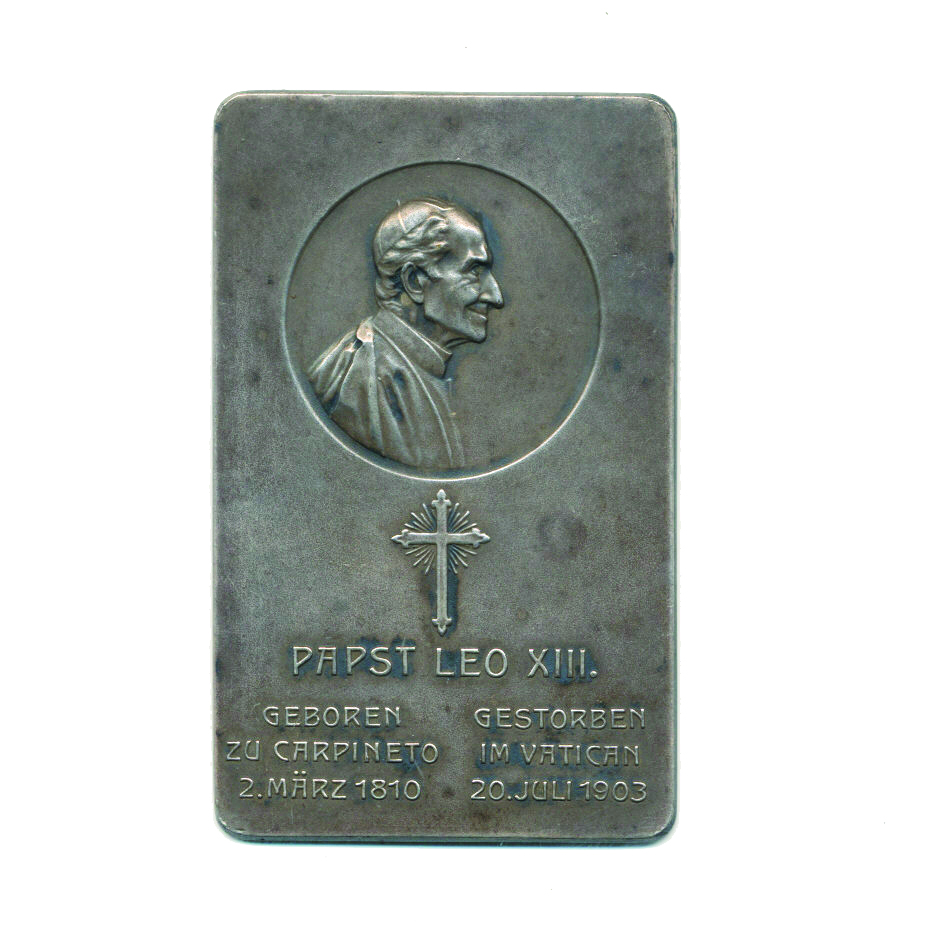 PAPST LEO XIII.
GEBOREN
ZU CARPINETO
2. MÄRZ 1810
GESTORBEN
IM VATICAN
20. JULI 1903